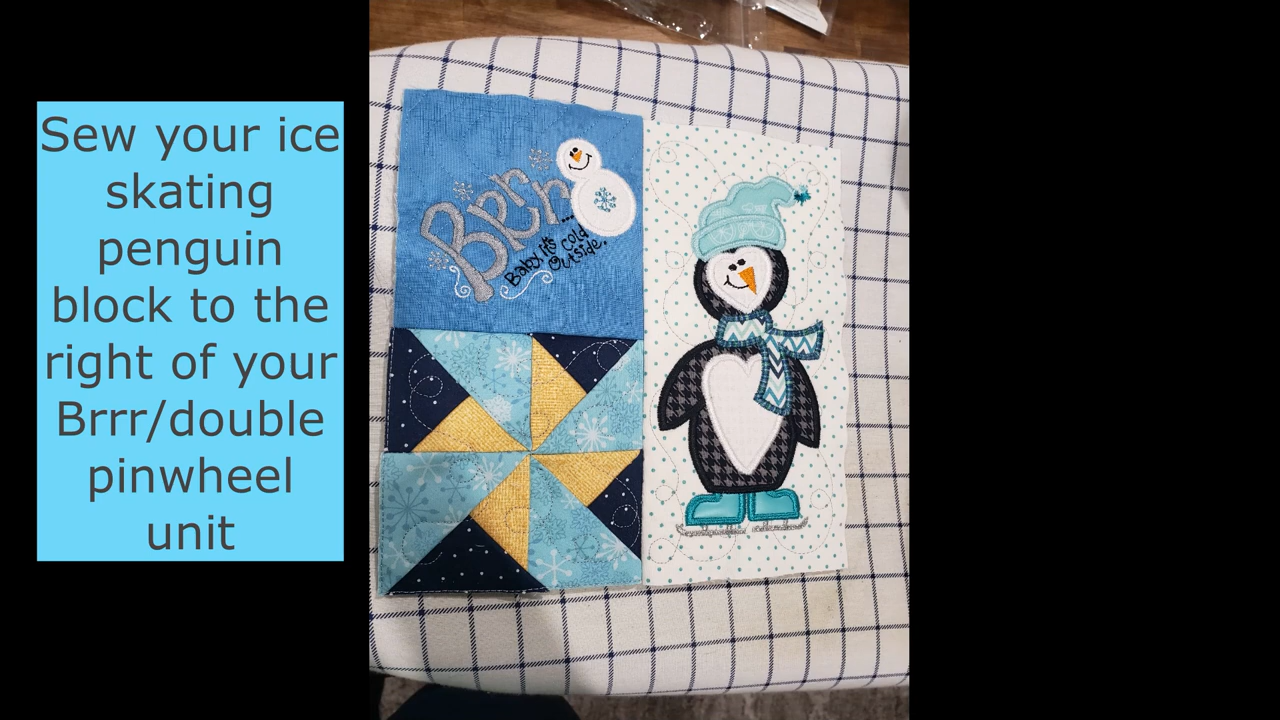 Sew your ice
skating
penguin
block to the
right of your
Brrr/double
pinwheel
unit
Brrr...
Baby, it's cold
outside.